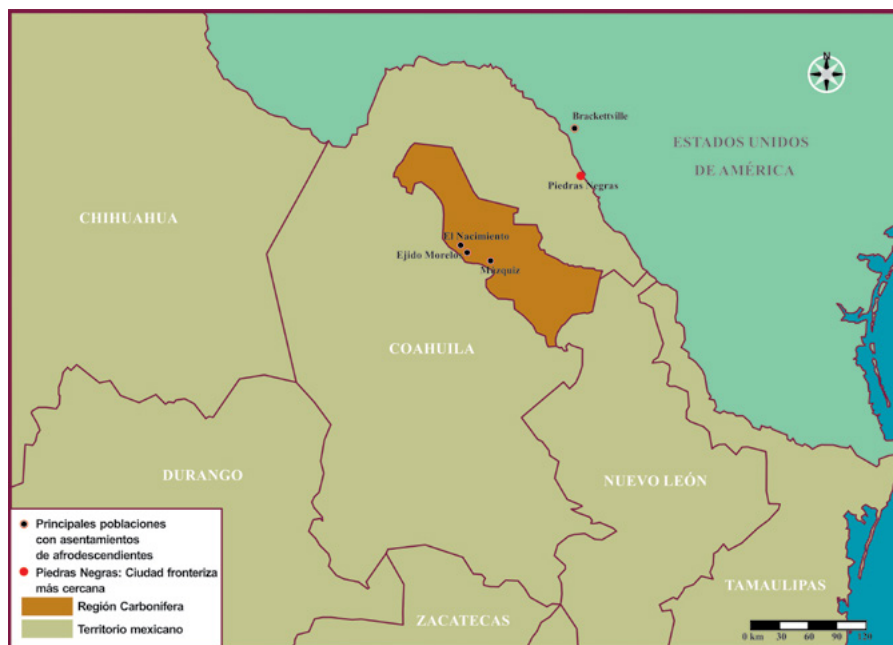 N
Brackettville
ESTADOS UNIDOS
DE AMÉRICA
Piedras Negras
CHIHUAHUA
El Nacimiento
Ejido Morelo
Múzquiz
COAHUILA
DURANGO
NUEVO LEÓN
TAMAULIPAS
ZACATECAS
Principales poblaciones
con asentamientos
de afrodescendientes
Piedras Negras: Ciudad fronteriza
más cercana
Región Carbonífera
Territorio mexicano
0 km 30 60 90 120